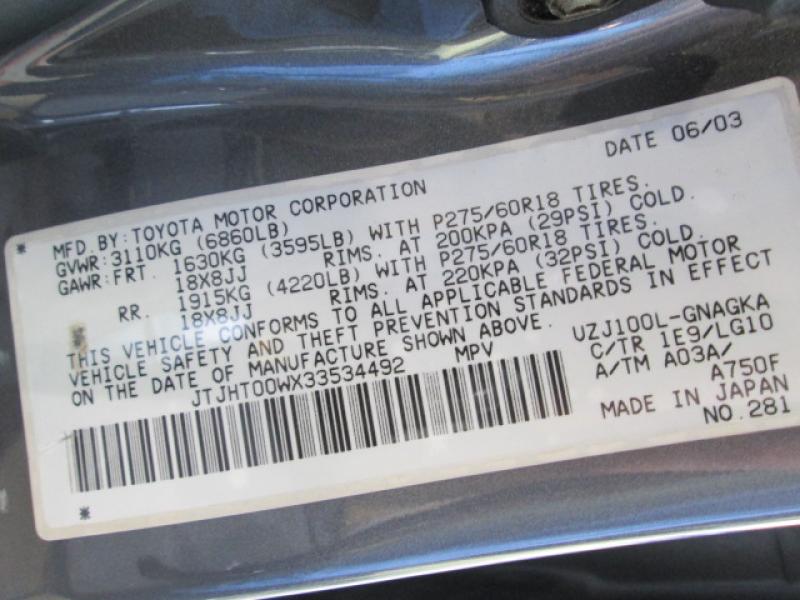 DATE 06/03
MFD. BY: TOYOTA MOTOR CORPORATION
GVWR: 3110KG (6860LB)
GAWR: FRT. 1630KG (3595LB) WITH P275/60R18 TIRES.
18X8JJ RIMS. AT 200KPA (29PSI) COLD.
RR. 1915KG (4220LB) WITH P275/60R18 TIRES.
18X8JJ RIMS. AT 220KPA (32PSI) COLD.
THIS VEHICLE CONFORMS TO ALL APPLICABLE FEDERAL MOTOR
VEHICLE SAFETY AND THEFT PREVENTION STANDARDS IN EFFECT
ON THE DATE OF MANUFACTURE SHOWN ABOVE.
JTJHT00WX33534492 MPV
UZJ100L-GNAGKA
C/TR 1E9/LG10
A/TM A03A/
A750F
MADE IN JAPAN
NO.281